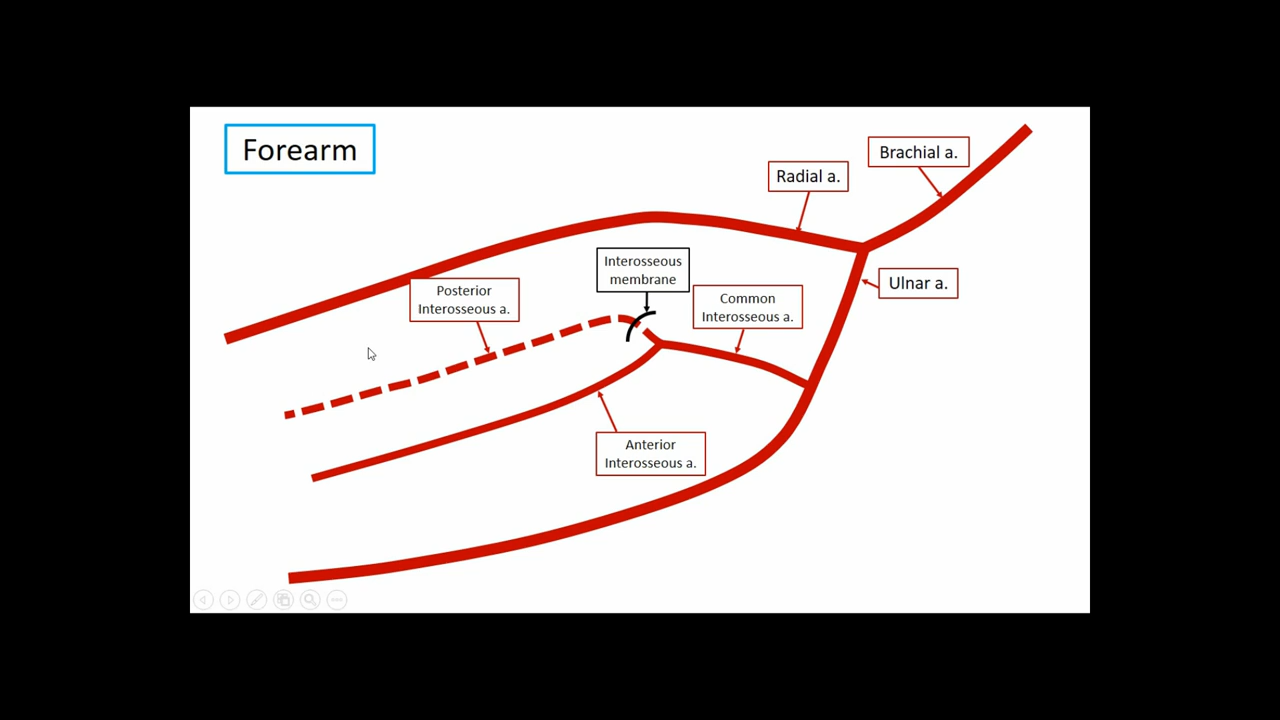 Forearm
Brachial a.
Radial a.
Interosseous
membrane
Ulnar a.
Posterior
Interosseous a.
Common
Interosseous a.
Anterior
Interosseous a.